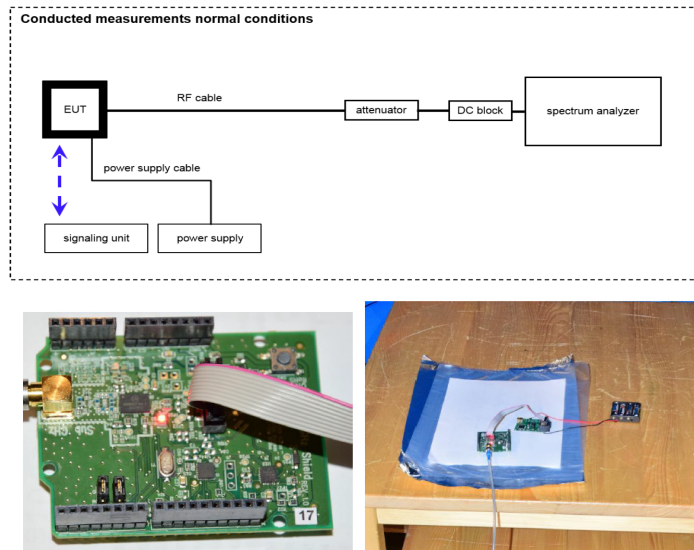 Conducted measurements normal conditions
RF cable
EUT
attenuator
DC block
spectrum analyzer
power supply cable
signaling unit
power supply
17